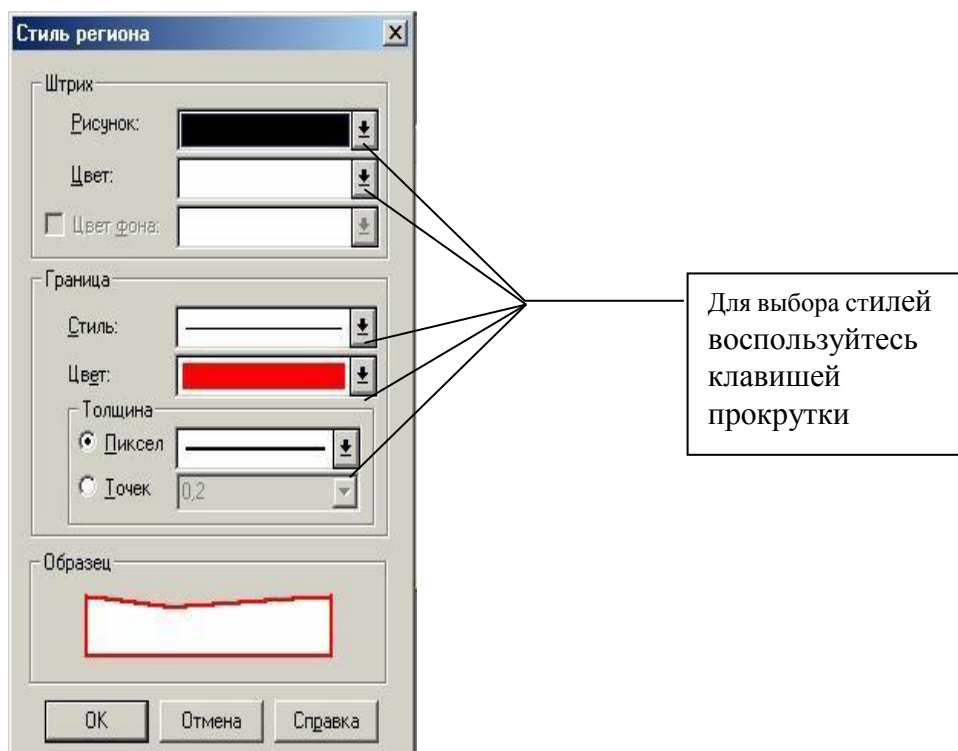 Стиль региона
Штрих
Рисунок:
Цвет:
Цвет фона:
Граница
Стиль:
Цвет:
Толщина
Пиксел
Точек 0,2
Образец
ОК Отмена Справка
Для выбора стилей
воспользуйтесь
клавишей
прокрутки